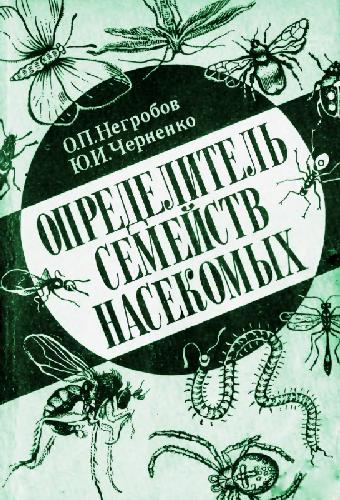 О.П.Негробов
Ю.И.Черненко
ОПРЕДЕЛИТЕЛЬ
СЕМЕЙСТВ
НАСЕКОМЫХ